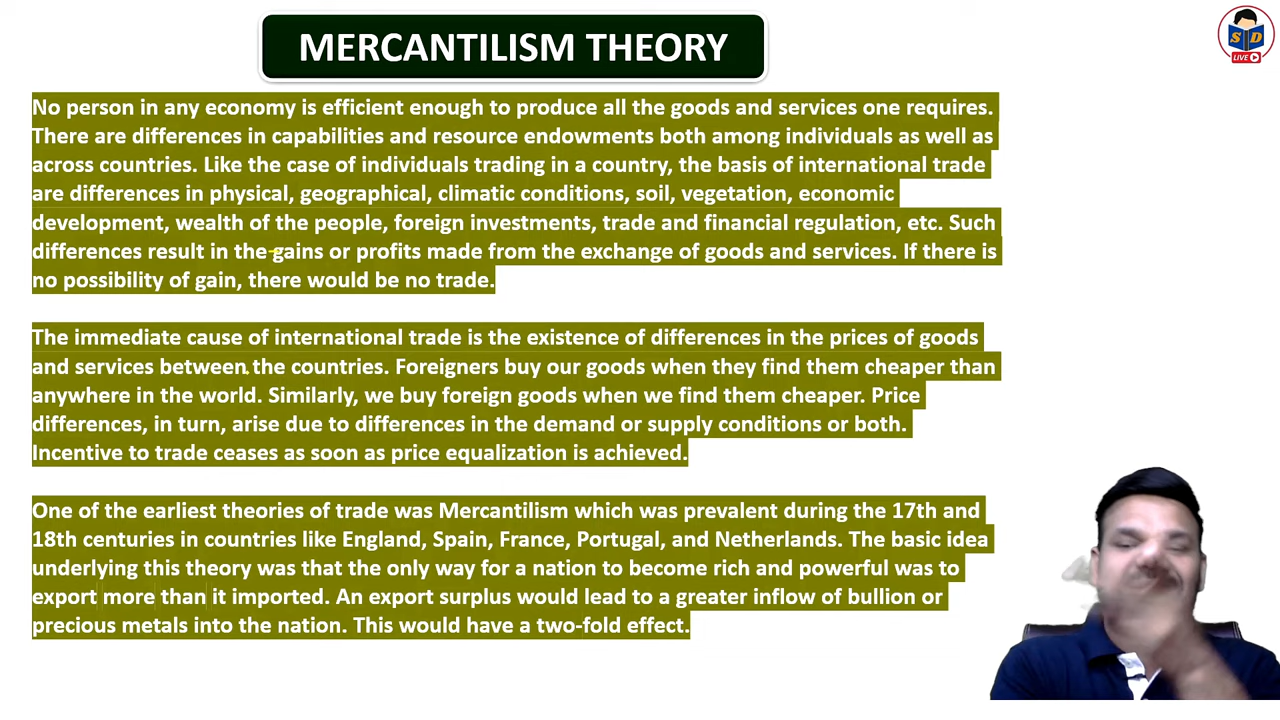 MERCANTILISM THEORY
S D
LIVE
No person in any economy is efficient enough to produce all the goods and services one requires.
There are differences in capabilities and resource endowments both among individuals as well as
across countries. Like the case of individuals trading in a country, the basis of international trade
are differences in physical, geographical, climatic conditions, soil, vegetation, economic
development, wealth of the people, foreign investments, trade and financial regulation, etc. Such
differences result in the gains or profits made from the exchange of goods and services. If there is
no possibility of gain, there would be no trade.
The immediate cause of international trade is the existence of differences in the prices of goods
and services between the countries. Foreigners buy our goods when they find them cheaper than
anywhere in the world. Similarly, we buy foreign goods when we find them cheaper. Price
differences, in turn, arise due to differences in the demand or supply conditions or both.
Incentive to trade ceases as soon as price equalization is achieved.
One of the earliest theories of trade was Mercantilism which was prevalent during the 17th and
18th centuries in countries like England, Spain, France, Portugal, and Netherlands. The basic idea
underlying this theory was that the only way for a nation to become rich and powerful was to
export more than it imported. An export surplus would lead to a greater inflow of bullion or
precious metals into the nation. This would have a two-fold effect.